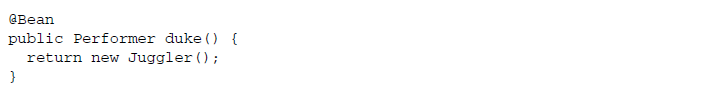 @Bean
public Performer duke() {
  return new Juggler();
}